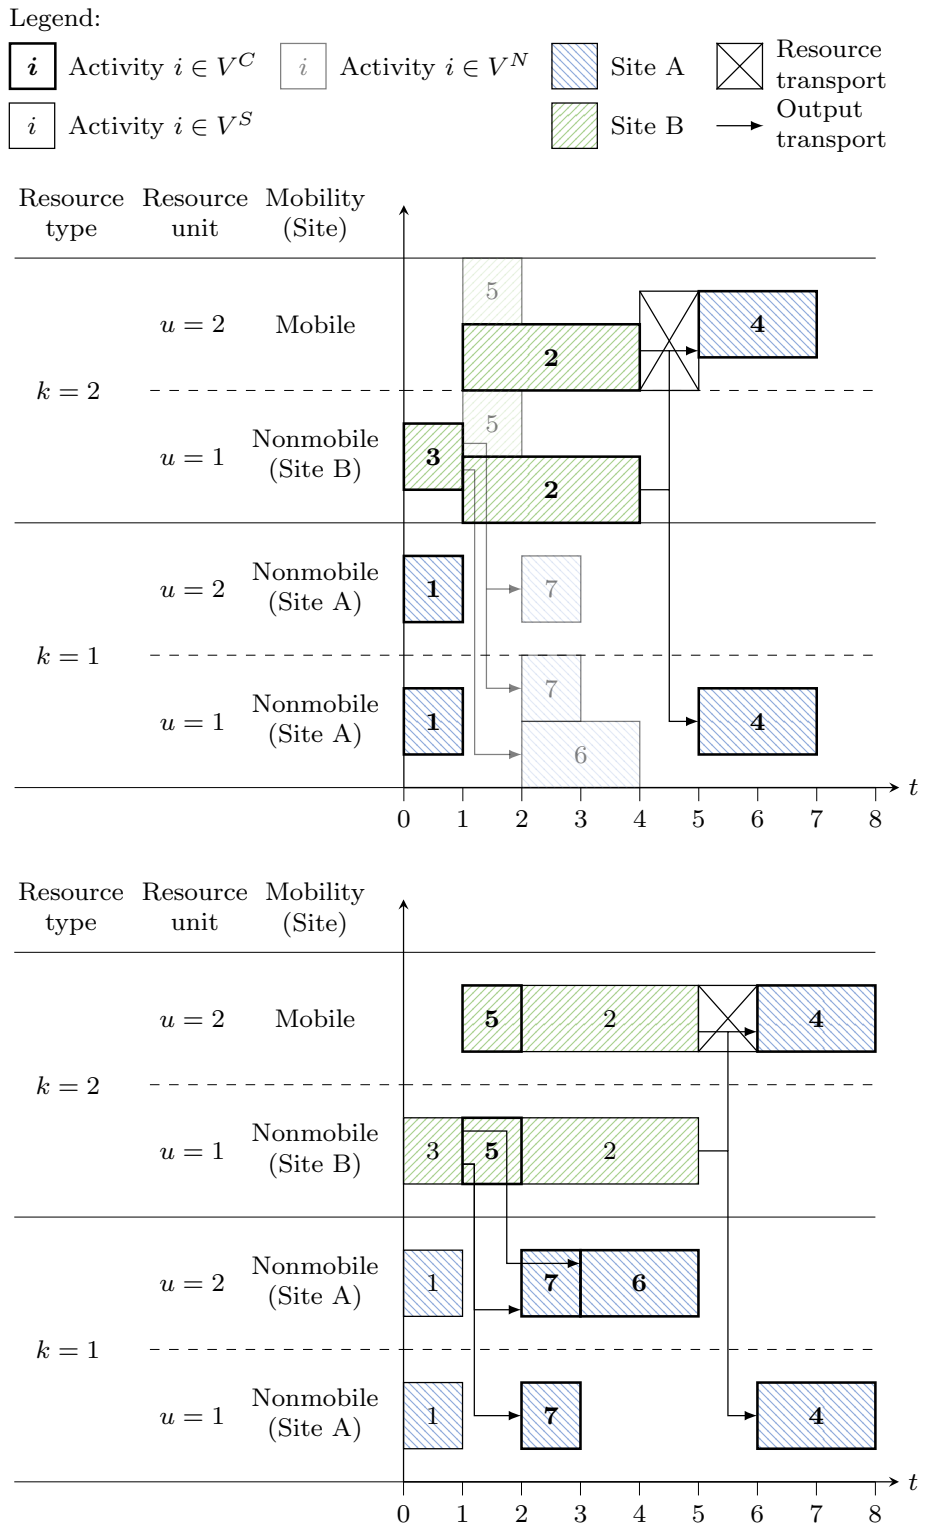 Legend:
i Activity i ∈ V^C i Activity i ∈ V^N Site A Resource transport
i Activity i ∈ V^S Site B Output transport
Resource type Resource unit Mobility (Site)
5
u = 2 Mobile 4
2
k = 2
5
u = 1 Nonmobile (Site B) 3
2
u = 2 Nonmobile (Site A) 1 7
k = 1
7
u = 1 Nonmobile (Site A) 1 4
6
t
0 1 2 3 4 5 6 7 8
Resource type Resource unit Mobility (Site)
u = 2 Mobile 5 2 4
k = 2
u = 1 Nonmobile (Site B) 3 5 2
u = 2 Nonmobile (Site A) 1 7 6
k = 1
u = 1 Nonmobile (Site A) 1 7 4
t
0 1 2 3 4 5 6 7 8